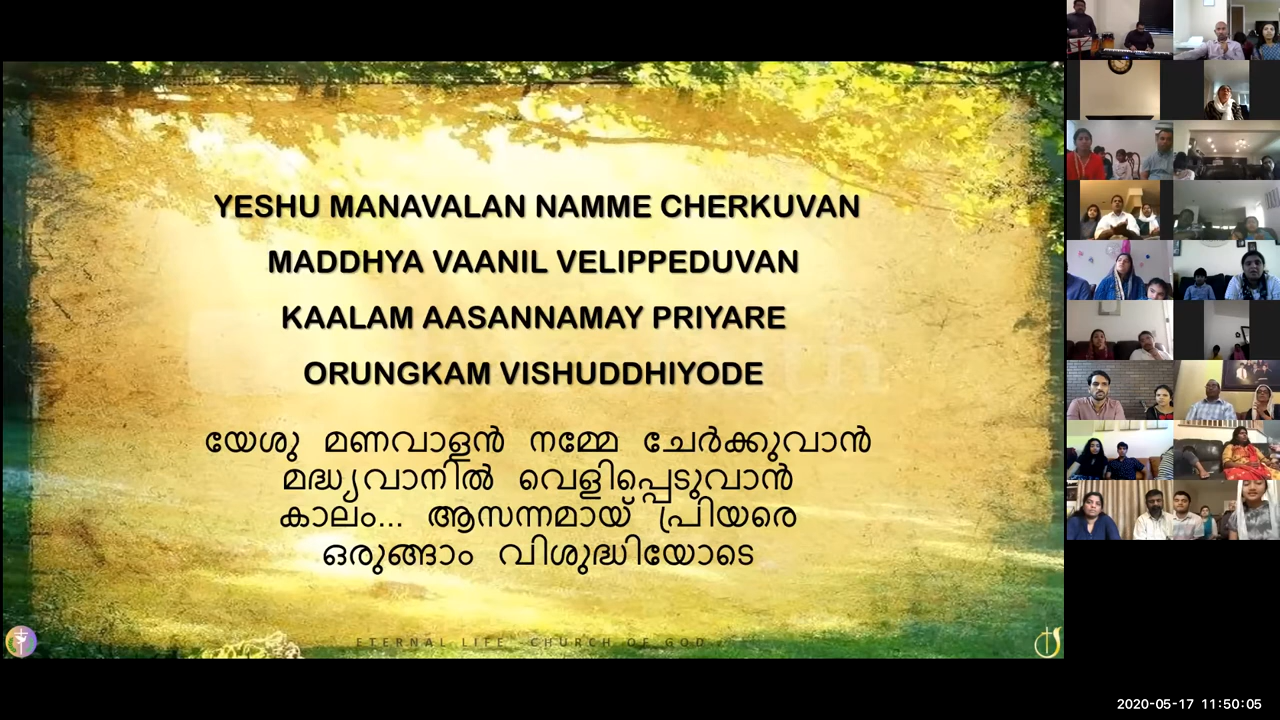 YESHU MANAVALAN NAMME CHERKUVAN
MADDHYA VAANIL VELIPPEDUVAN
KAALAM AASANNAMAY PRIYARE
ORUNGKAM VISHUDDHIYODE
യേശു മണവാളൻ നമ്മേ ചേർക്കുവാൻ
മദ്ധ്യവാനിൽ വെളിപ്പെടുവാൻ
കാലം... ആസന്നമായ് പ്രിയരെ
ഒരുങ്ങാം വിശുദ്ധിയോടെ
ETERNAL LIFE CHURCH OF GOD
2020-05-17 11:50:05